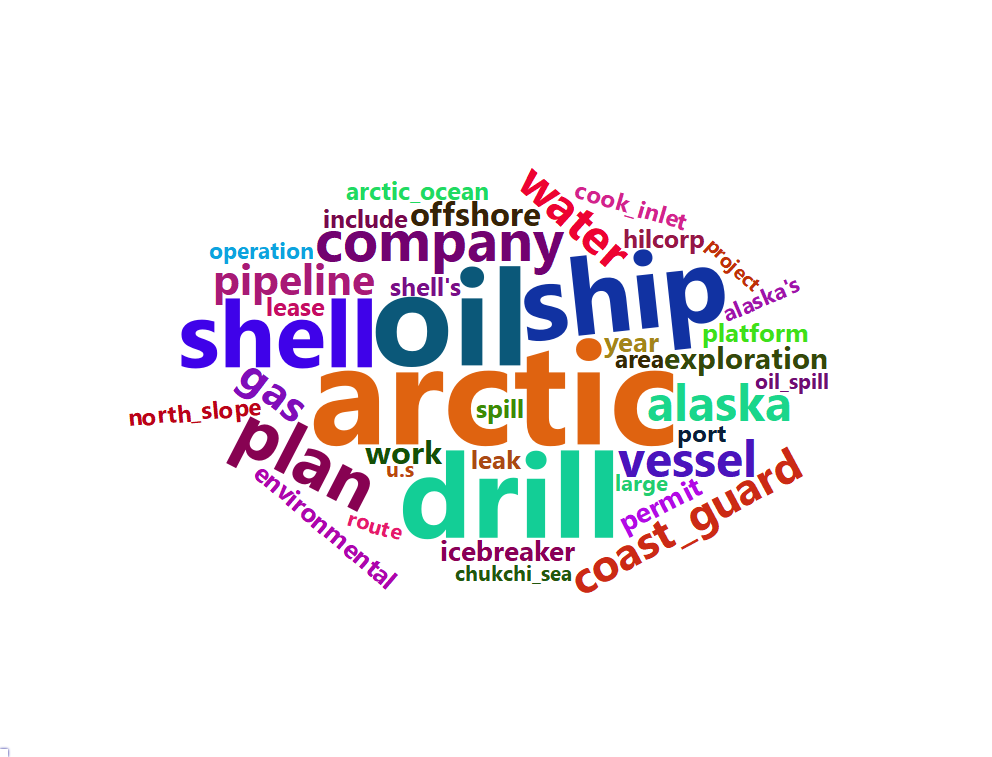 arctic_ocean
water
cook_inlet
include
offshore
company
hilcorp
operation
project
pipeline
shell's
alaska's
lease
oil
ship
shell
year
platform
area
exploration
arctic
oil_spill
gas
spill
alaska
north_slope
plan
port
work
leak
vessel
u.s
drill
large
permit
coast_guard
environmental
route
icebreaker
chukchi_sea